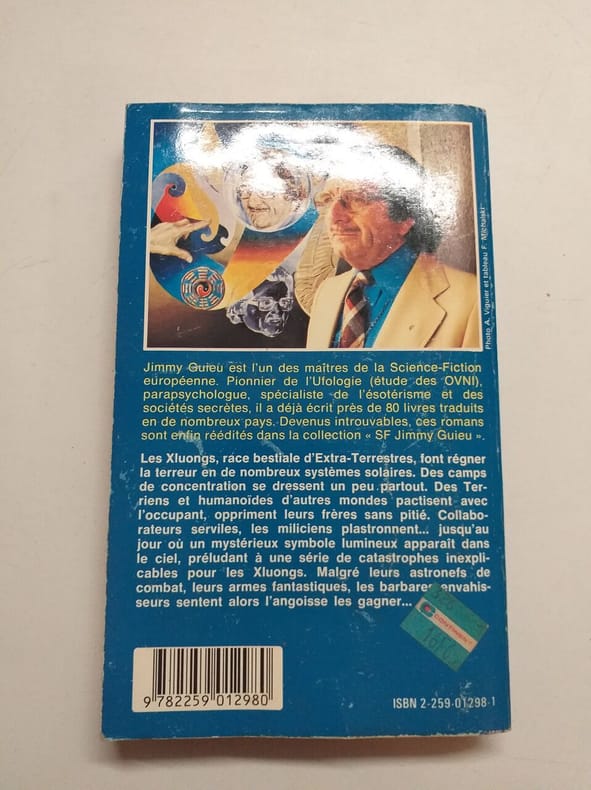 Photo A. Viguier et tableau F. Michalski
Jimmy Guieu est l'un des maîtres de la Science-Fiction
européenne. Pionnier de l'Ufologie (étude des OVNI),
parapsychologue, spécialiste de l'ésotérisme et des
sociétés secrètes, il a déjà écrit près de 80 livres traduits
en de nombreux pays. Devenus introuvables, ces romans
sont enfin réédités dans la collection « SF Jimmy Guieu ».
Les Xluongs, race bestiale d'Extra-Terrestres, font régner
la terreur en de nombreux systèmes solaires. Des camps
de concentration se dressent un peu partout. Des Ter-
riens et humanoïdes d'autres mondes pactisent avec
l'occupant, oppriment leurs frères sans pitié. Collabo-
rateurs serviles, les miliciens plastronnent... jusqu'au
jour où un mystérieux symbole lumineux apparaît dans
le ciel, préludant à une série de catastrophes inexpli-
cables pour les Xluongs. Malgré leurs astronefs de
combat, leurs armes fantastiques, les barbares envahis-
seurs sentent alors l'angoisse les gagner...
CONTINENT
9 782259 012980
ISBN 2-259-01298-1